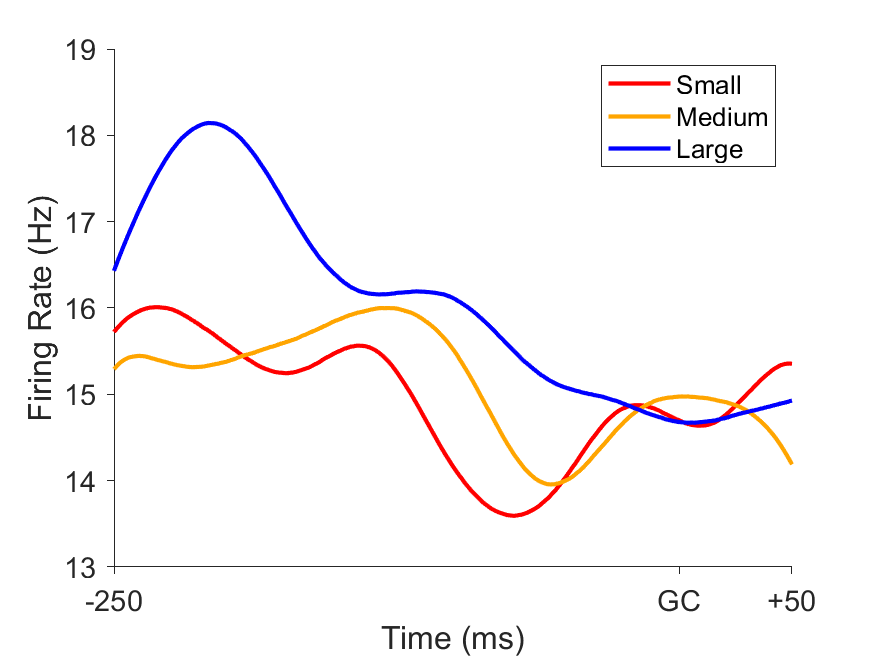 19
18
17
16
15
14
13
Firing Rate (Hz)
Small
Medium
Large
-250
GC
+50
Time (ms)